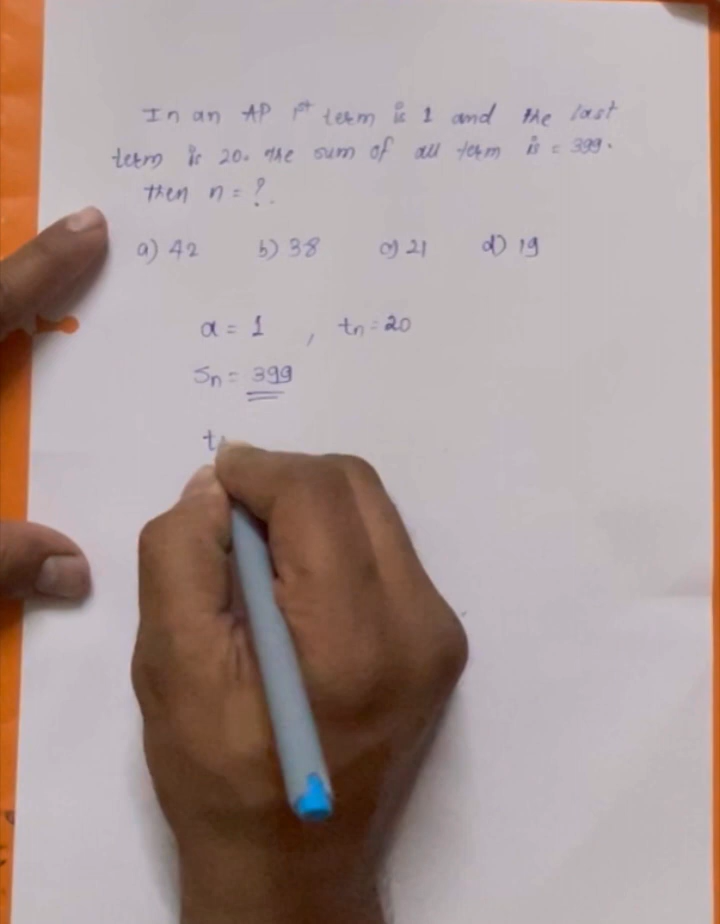 In an AP 1st term is 1 and the last
term is 20. The sum of all term is = 399.
then n = ?.
a) 42 b) 38 c) 21 d) 19
a = 1 , tn = 20
Sn = 399
t